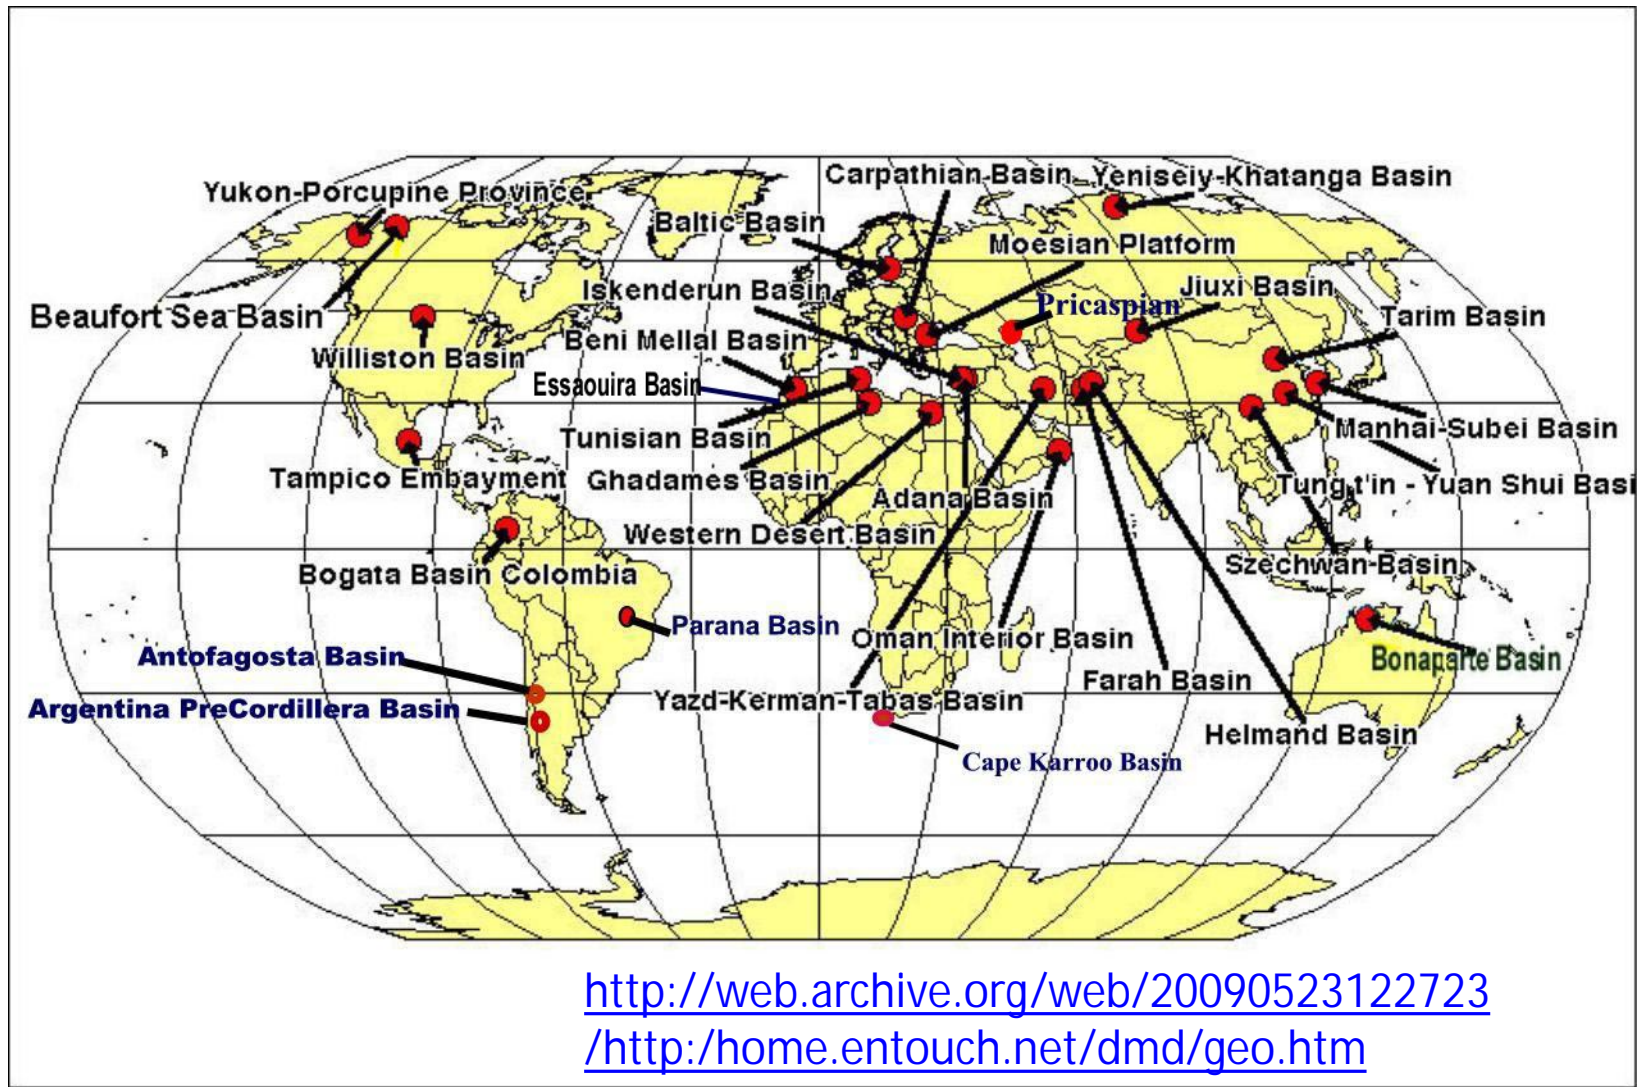 Carpathian Basin
Yeniseiy-Khatanga Basin
Yukon-Porcupine Province
Baltic Basin
Moesian Platform
Iskenderun Basin
Jiuxi Basin
Pricaspian
Beaufort Sea Basin
Tarim Basin
Beni Mellal Basin
Williston Basin
Essaouira Basin
Tunisian Basin
Manhai-Subei Basin
Tampico Embayment
Ghadames Basin
Tung t'in - Yuan Shui Basi
Adana Basin
Western Desert Basin
Szechwan Basin
Bogata Basin Colombia
Parana Basin
Oman Interior Basin
Antofagosta Basin
Bonaparte Basin
Farah Basin
Yazd-Kerman-Tabas Basin
Argentina PreCordillera Basin
Helmand Basin
Cape Karroo Basin
http://web.archive.org/web/20090523122723
/http:/home.entouch.net/dmd/geo.htm